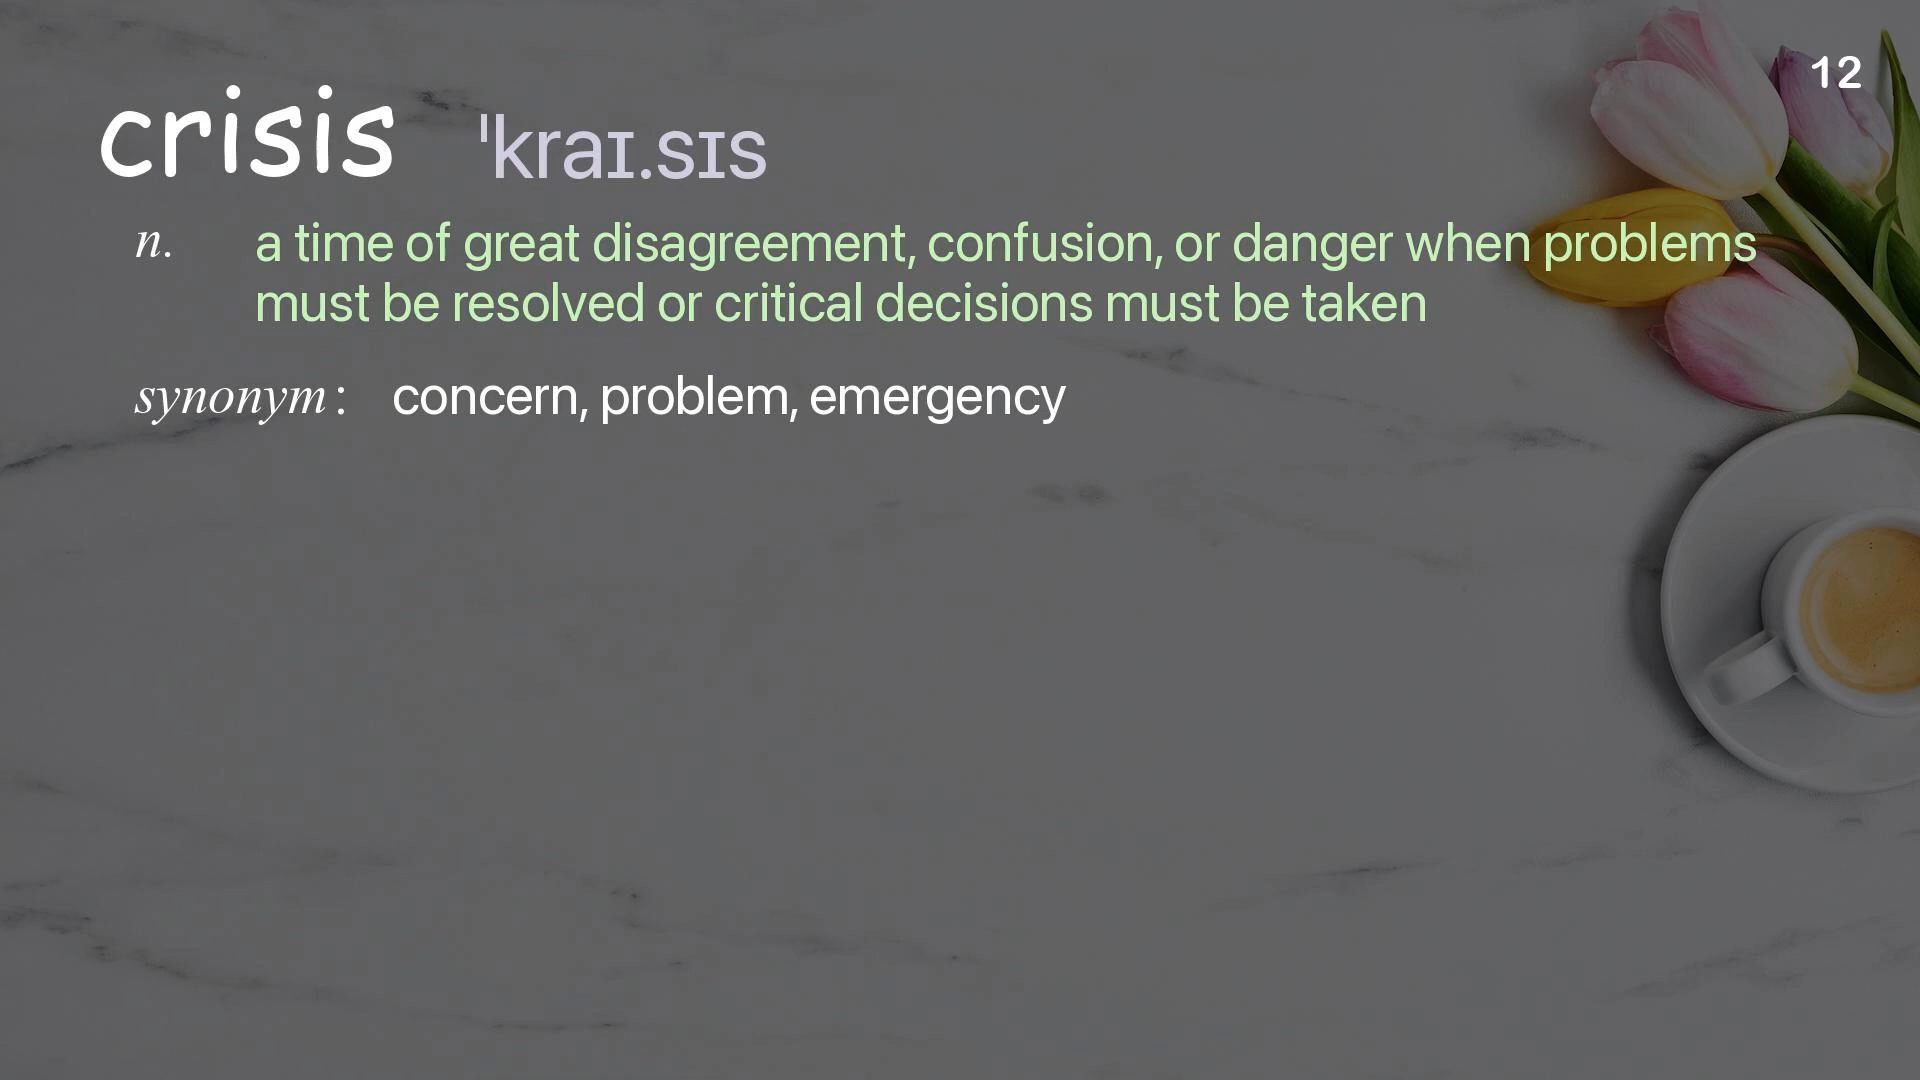 12
crisis ˈkraɪ.sɪs
n. a time of great disagreement, confusion, or danger when problems
must be resolved or critical decisions must be taken
synonym : concern, problem, emergency